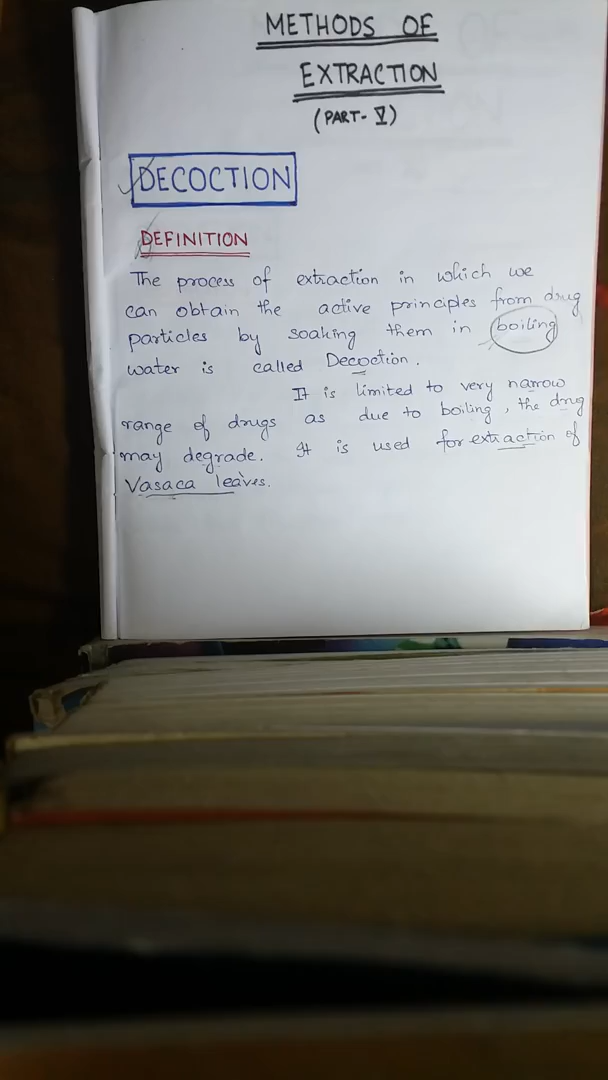 METHODS OF
EXTRACTION
(PART- V)
DECOCTION
DEFINITION
The process of extraction in which we
can obtain the active principles from drug
particles by soaking them in boiling
water is called Decoction.
It is limited to very narrow
range of drugs as due to boiling, the drug
may degrade. It is used for extraction of
Vasaca leaves.